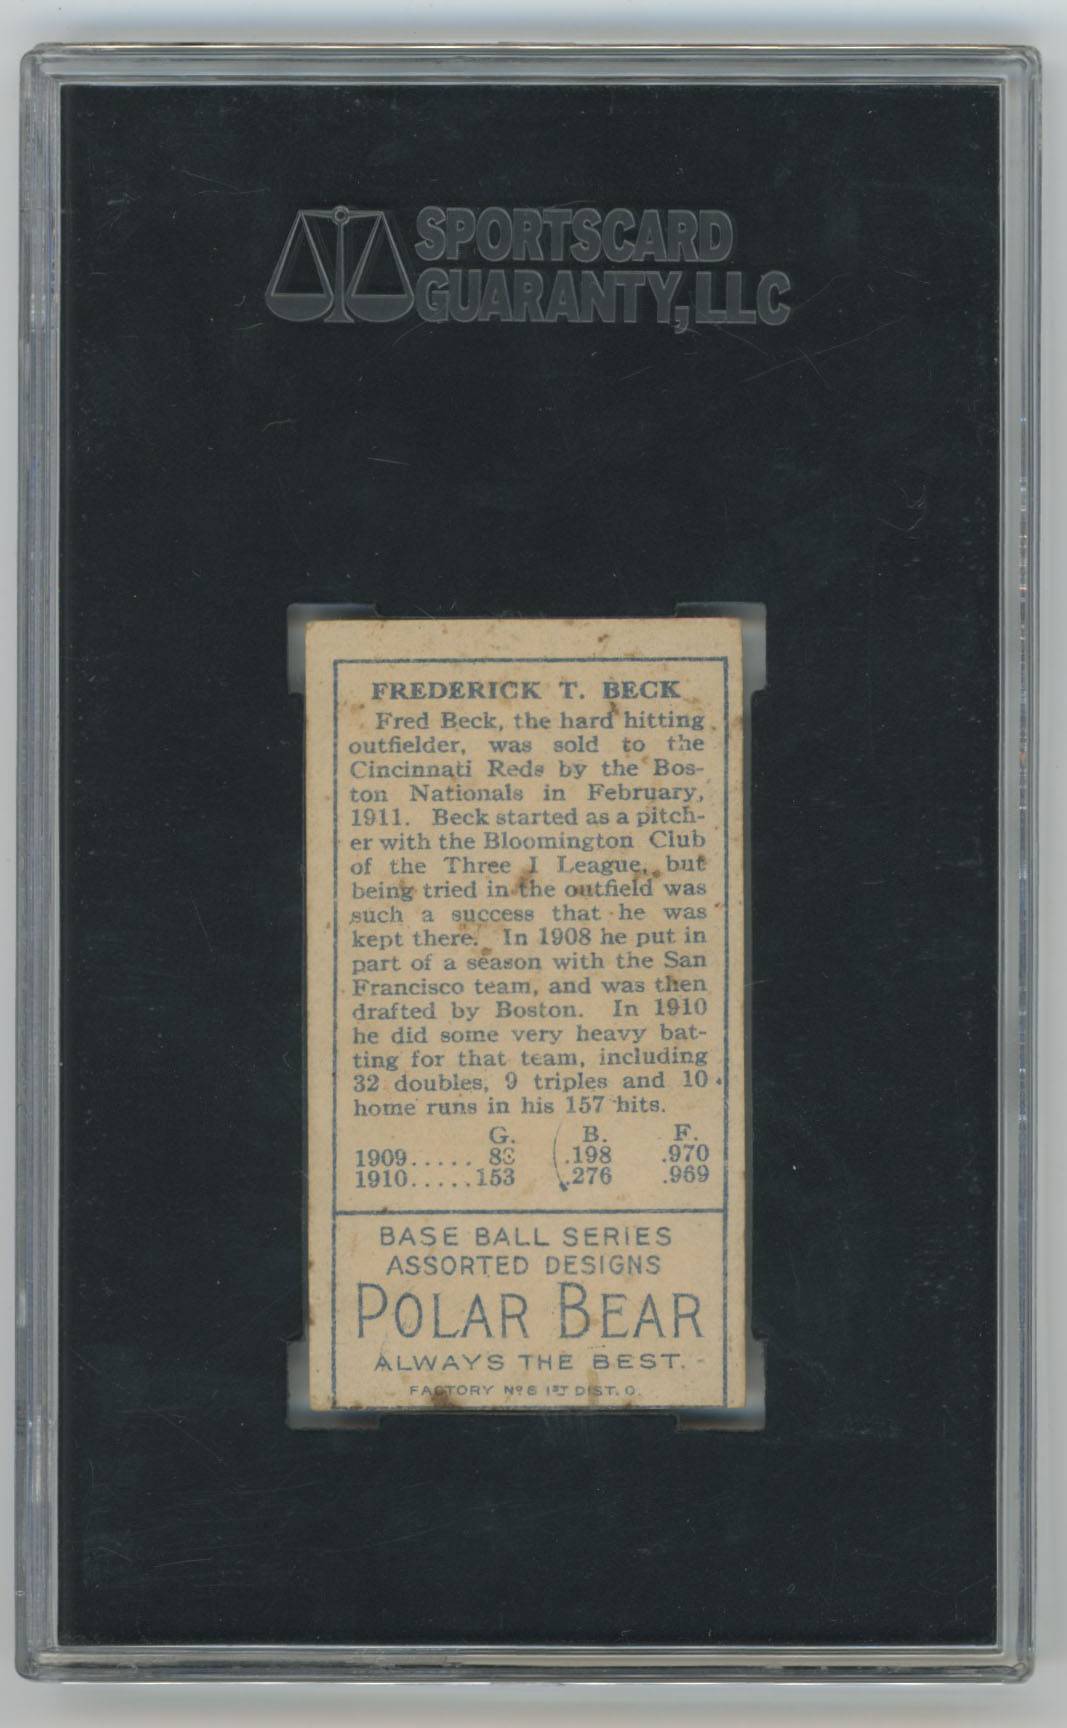 SPORTSCARD
GUARANTY, LLC
FREDERICK T. BECK
Fred Beck, the hard hitting
outfielder, was sold to the
Cincinnati Reds by the Bos-
ton Nationals in February,
1911. Beck started as a pitch-
er with the Bloomington Club
of the Three I League, but
being tried in the outfield was
such a success that he was
kept there. In 1908 he put in
part of a season with the San
Francisco team, and was then
drafted by Boston. In 1910
he did some very heavy bat-
ting for that team, including
32 doubles, 9 triples and 10
home runs in his 157 hits.
G. B. F.
1909..... .198 .970
1910.....153 .276 .969
BASE BALL SERIES
ASSORTED DESIGNS
POLAR BEAR
ALWAYS THE BEST.
FACTORY Nº 6 1ST DIST. O.